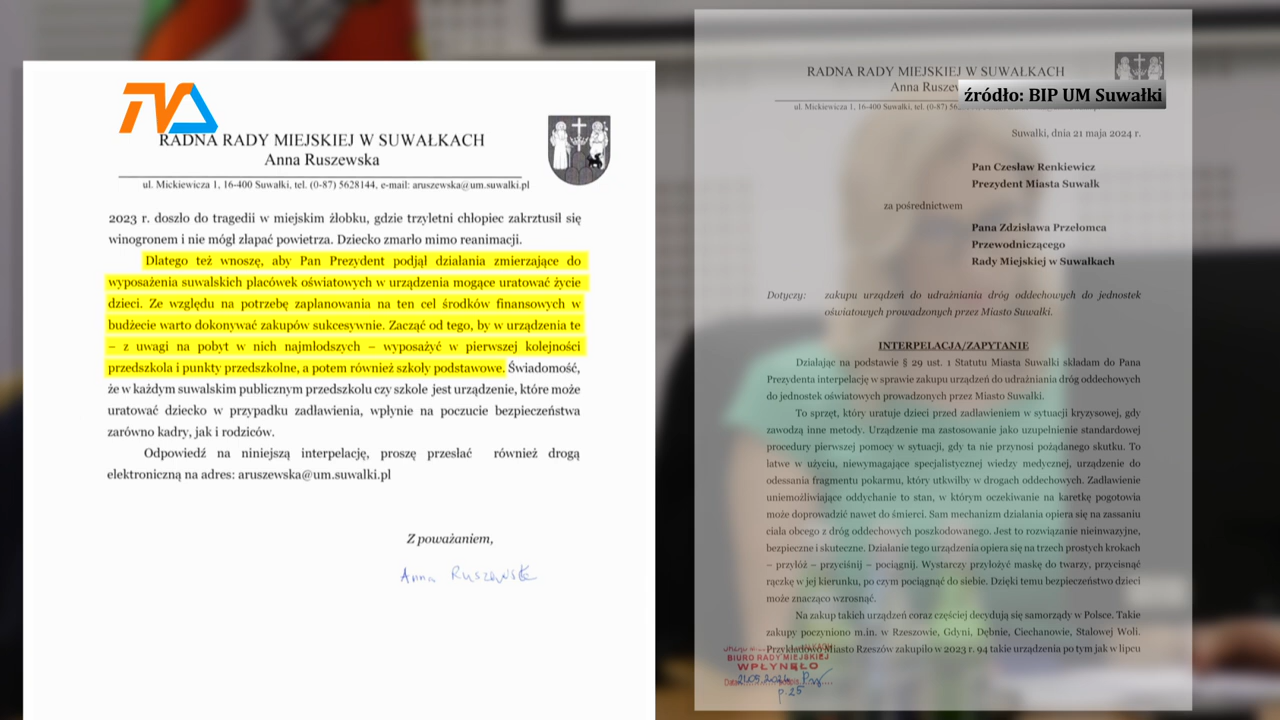 TVA
RADNA RADY MIEJSKIEJ W SUWAŁKACH
Anna Ruszewska
ul. Mickiewicza 1, 16-400 Suwałki, tel. (0-87) 5628144, e-mail: aruszewska@um.suwalki.pl
2023 r. doszło do tragedii w miejskim żłobku, gdzie trzyletni chłopiec zakrztusił się
winogronem i nie mógł złapać powietrza. Dziecko zmarło mimo reanimacji.
Dlatego też wnoszę, aby Pan Prezydent podjął działania zmierzające do
wyposażenia suwalskich placówek oświatowych w urządzenia mogące uratować życie
dzieci. Ze względu na potrzebę zaplanowania na ten cel środków finansowych w
budżecie warto dokonywać zakupów sukcesywnie. Zacząć od tego, by w urządzenia te
– z uwagi na pobyt w nich najmłodszych – wyposażyć w pierwszej kolejności
przedszkola i punkty przedszkolne, a potem również szkoły podstawowe. Świadomość,
że w każdym suwalskim publicznym przedszkolu czy szkole jest urządzenie, które może
uratować dziecko w przypadku zadławienia, wpłynie na poczucie bezpieczeństwa
zarówno kadry, jak i rodziców.
Odpowiedź na niniejszą interpelację, proszę przesłać również drogą
elektroniczną na adres: aruszewska@um.suwalki.pl
Z poważaniem,
Anna Ruszewska
RADNA RADY MIEJSKIEJ W SUWAŁKACH
Anna
źródło: BIP UM Suwałki
ul. Mickiewicza 1, 16-400 Suwałki, tel. (0-87)
Suwałki, dnia 21 maja 2024 r.
Pan Czesław Renkiewicz
Prezydent Miasta Suwałk
za pośrednictwem
Pana Zdzisława Przełomca
Przewodniczącego
Rady Miejskiej w Suwałkach
Dotyczy: zakupu urządzeń do udrażniania dróg oddechowych do jednostek
oświatowych prowadzonych przez Miasto Suwałki.
INTERPELACJA/ZAPYTANIE
Działając na podstawie § 29 ust. 1 Statutu Miasta Suwałki składam do Pana
Prezydenta interpelację w sprawie zakupu urządzeń do udrażniania dróg oddechowych
do jednostek oświatowych prowadzonych przez Miasto Suwałki.
To sprzęt, który uratuje dzieci przed zadławieniem w sytuacji kryzysowej, gdy
zawodzą inne metody. Urządzenie ma zastosowanie jako uzupełnienie standardowej
procedury pierwszej pomocy w sytuacji, gdy ta nie przynosi pożądanego skutku. To
łatwe w użyciu, niewymagające specjalistycznej wiedzy medycznej, urządzenie do
odessania fragmentu pokarmu, który utkwiłby w drogach oddechowych. Zadławienie
uniemożliwiające oddychanie to stan, w którym oczekiwanie na karetkę pogotowia
może doprowadzić nawet do śmierci. Sam mechanizm działania opiera się na zassaniu
ciała obcego z dróg oddechowych poszkodowanego. Jest to rozwiązanie nieinwazyjne,
bezpieczne i skuteczne. Działanie tego urządzenia opiera się na trzech prostych krokach
– przyłóż – przyciśnij – pociągnij. Wystarczy przyłożyć maskę do twarzy, przycisnąć
rączkę w jej kierunku, po czym pociągnąć do siebie. Dzięki temu bezpieczeństwo dzieci
może znacząco wzrosnąć.
Na zakup takich urządzeń coraz częściej decydują się samorządy w Polsce. Takie
zakupy poczyniono m.in. w Rzeszowie, Gdyni, Dębnie, Ciechanowie, Stalowej Woli.
Przykładowo Miasto Rzeszów zakupiło w 2023 r. 94 takie urządzenia po tym jak w lipcu
BIURO RADY MIEJSKIEJ
WPŁYNĘŁO
21.05.2024
p.25